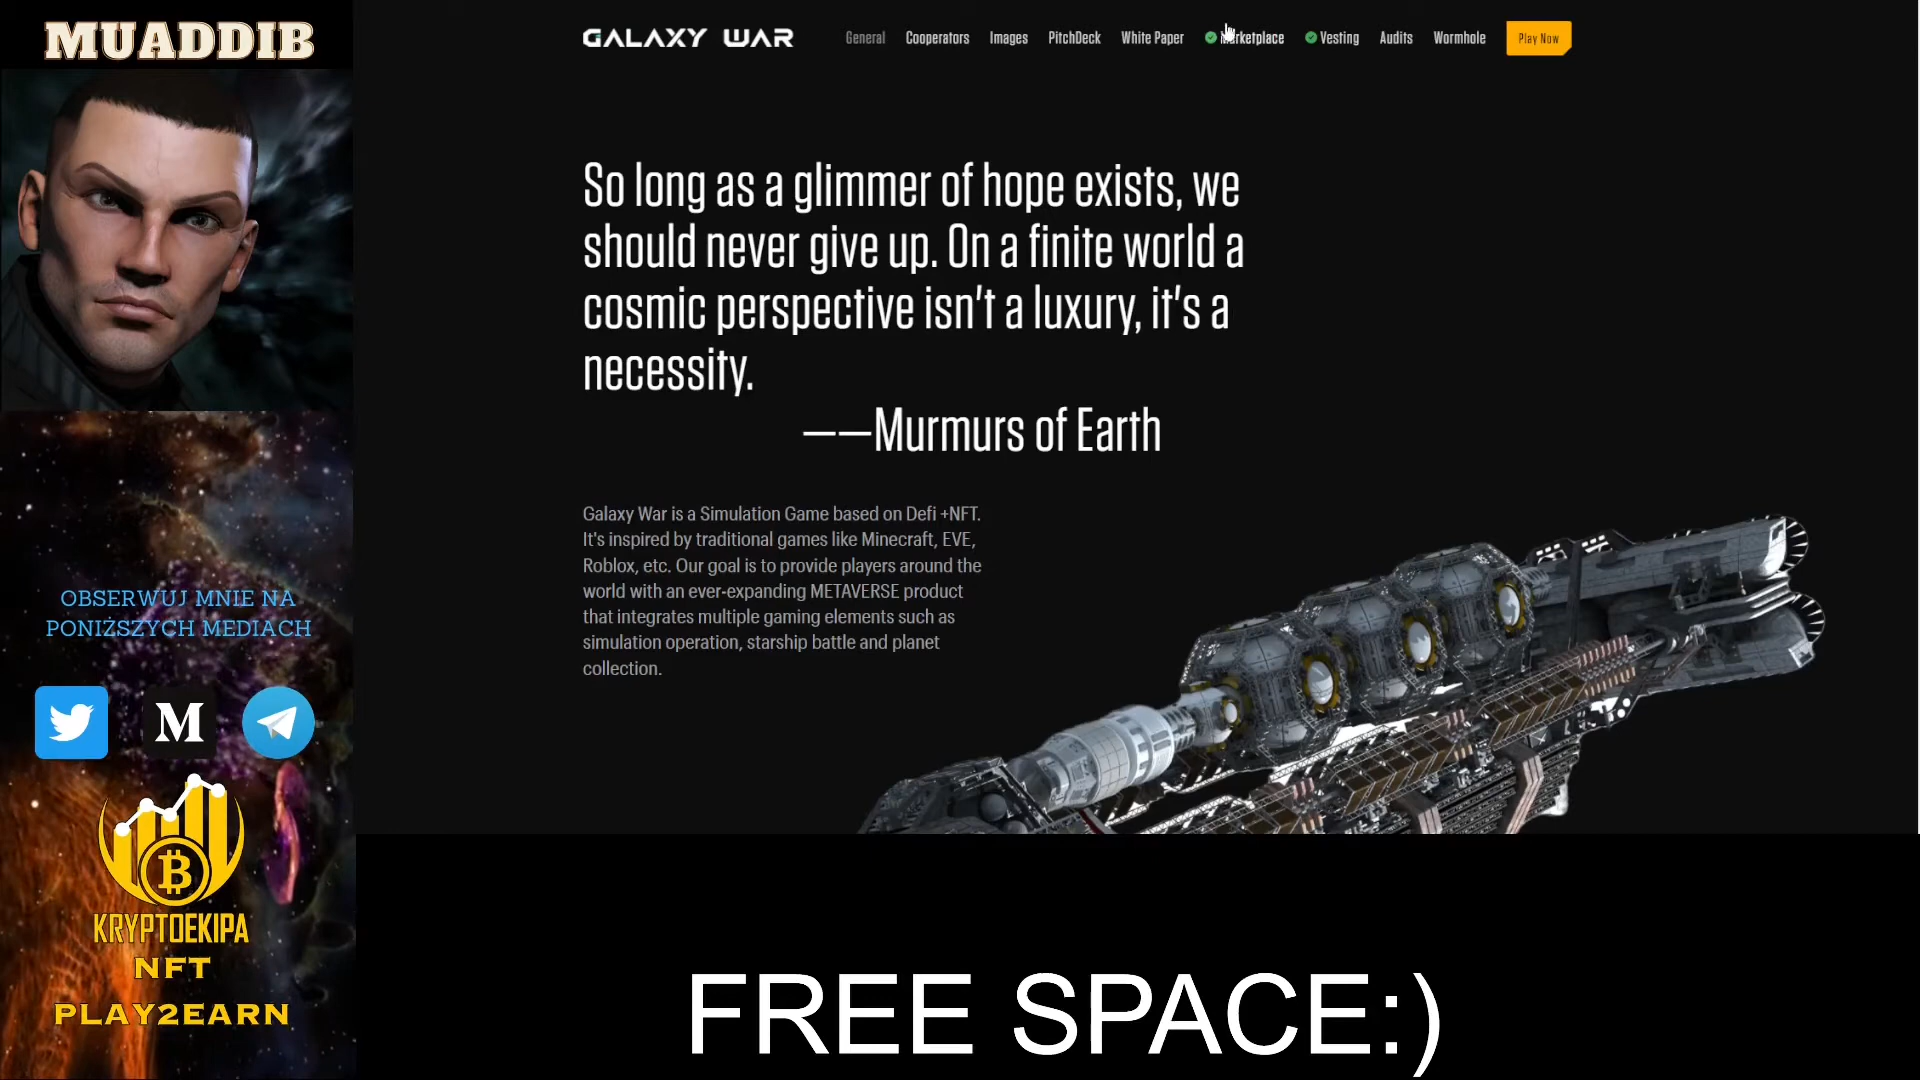 MUADDIB
GALAXY WAR
General
Cooperators
Images
PitchDeck
White Paper
Marketplace
Vesting
Audits
Wormhole
Play Now
So long as a glimmer of hope exists, we
should never give up. On a finite world a
cosmic perspective isn't a luxury, it's a
necessity.
——Murmurs of Earth
Galaxy War is a Simulation Game based on Defi +NFT.
It's inspired by traditional games like Minecraft, EVE,
Roblox, etc. Our goal is to provide players around the
world with an ever-expanding METAVERSE product
that integrates multiple gaming elements such as
simulation operation, starship battle and planet
collection.
OBSERWUJ MNIE NA
PONIŻSZYCH MEDIACH
M
KRYPTOEKIPA
NFT
PLAY2EARN
FREE SPACE:)